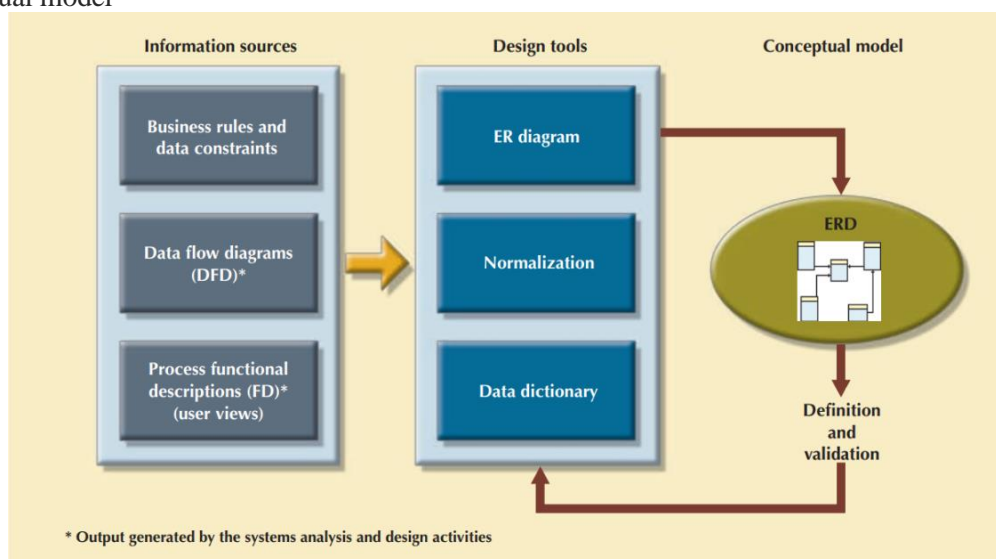 ual model
Information sources
Design tools
Conceptual model
Business rules and
data constraints
Data flow diagrams
(DFD)*
Process functional
descriptions (FD)*
(user views)
ER diagram
Normalization
Data dictionary
ERD
Definition
and
validation
* Output generated by the systems analysis and design activities